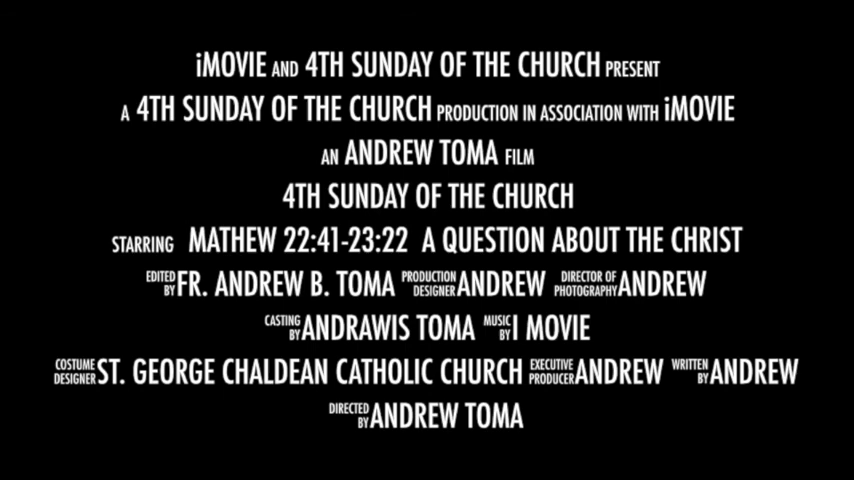 iMOVIE AND 4TH SUNDAY OF THE CHURCH PRESENT
A 4TH SUNDAY OF THE CHURCH PRODUCTION IN ASSOCIATION WITH iMOVIE
AN ANDREW TOMA FILM
4TH SUNDAY OF THE CHURCH
STARRING MATHEW 22:41-23:22 A QUESTION ABOUT THE CHRIST
EDITED BY FR. ANDREW B. TOMA PRODUCTION DESIGNER ANDREW DIRECTOR OF PHOTOGRAPHY ANDREW
CASTING BY ANDRAWIS TOMA MUSIC BY I MOVIE
COSTUME DESIGNER ST. GEORGE CHALDEAN CATHOLIC CHURCH EXECUTIVE PRODUCER ANDREW WRITTEN BY ANDREW
DIRECTED BY ANDREW TOMA